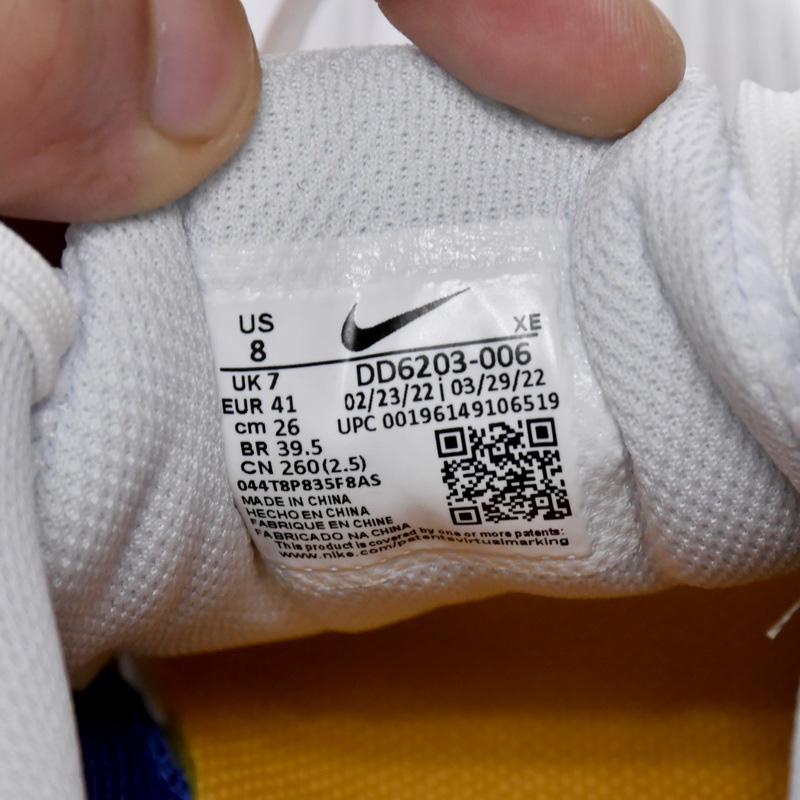 US
8
XE
UK 7
EUR 41
cm 26
BR 39.5
CN 260(2.5)
044T8P835F8AS
DD6203-006
02/23/22 | 03/29/22
UPC 00196149106519
MADE IN CHINA
HECHO EN CHINA
FABRIQUE EN CHINE
FABRICADO NA CHINA
This product is covered by one or more patents:
www.nike.com/patentsvirtualmarking